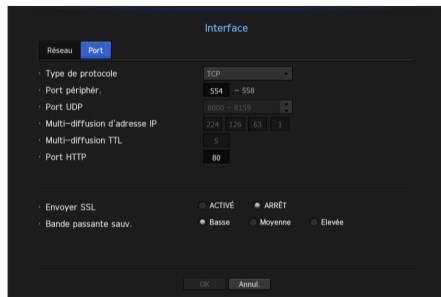 Interface
Réseau Port
Type de protocole TCP
Port périphér. 554 ~ 558
Port UDP 8000 ~ 8159
Multi-diffusion d'adresse IP 224 126 63 1
Multi-diffusion TTL 5
Port HTTP 80
Envoyer SSL ACTIVÉ ARRÊT
Bande passante sauv. Basse Moyenne Elevée
OK Annul.